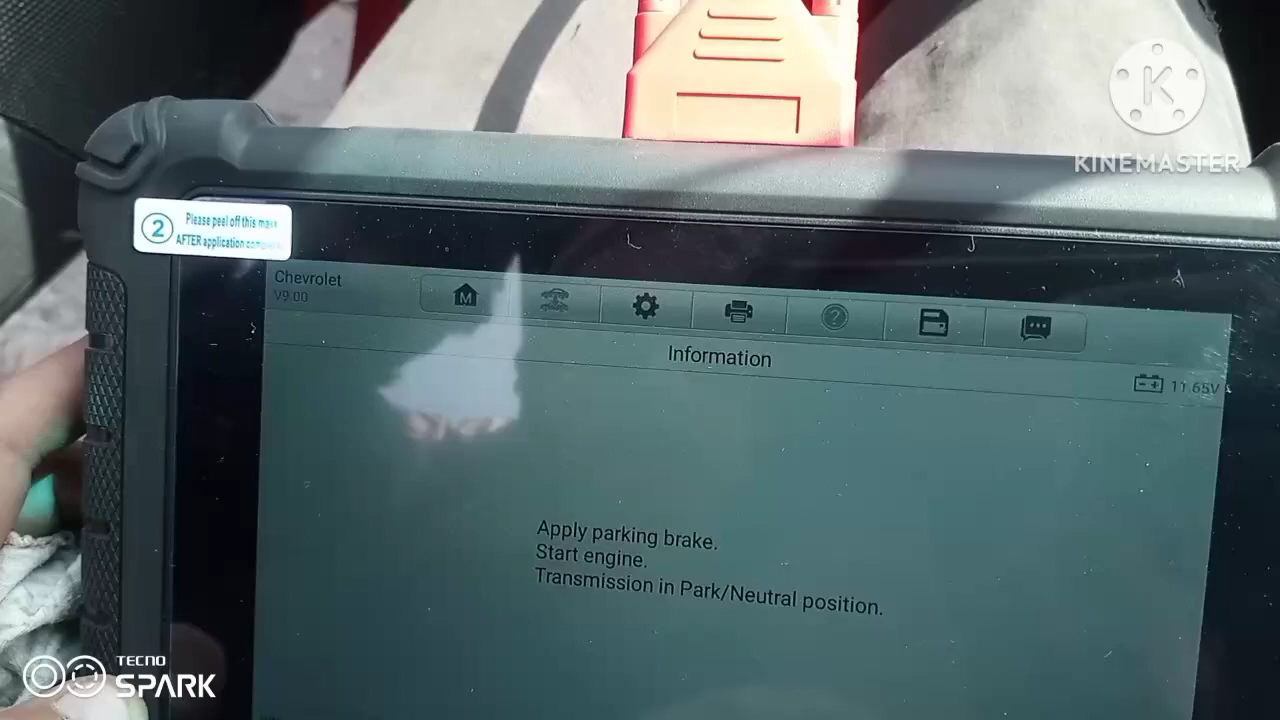 K
KINEMASTER
2
Please peel off this mask
AFTER application
Chevrolet
V9.00
M
?
Information
11.65V
Apply parking brake.
Start engine.
Transmission in Park/Neutral position.
TECNO
SPARK